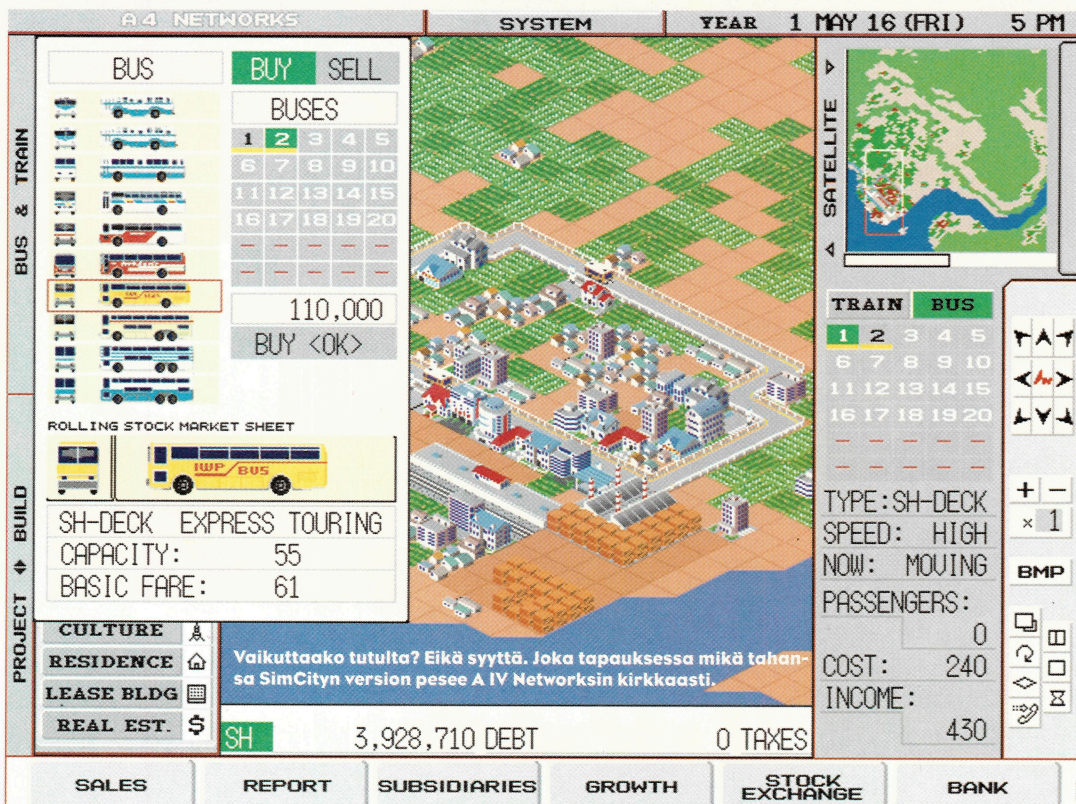 A 4 NETWORKS
SYSTEM
YEAR 1 MAY 16 (FRI) 5 PM
BUS & TRAIN
PROJECT BUILD
BUS
BUY SELL
BUSES
1 2 3 4 5
6 7 8 9 10
11 12 13 14 15
16 17 18 19 20
— — — — —
— — — — —
110,000
BUY <OK>
ROLLING STOCK MARKET SHEET
IWP BUS
SH-DECK EXPRESS TOURING
CAPACITY: 55
BASIC FARE: 61
CULTURE
RESIDENCE
LEASE BLDG
REAL EST. $
Vaikuttaako tutulta? Eikä syyttä. Joka tapauksessa mikä tahan-
sa SimCityn version pesee A IV Networksin kirkkaasti.
SH 3,928,710 DEBT 0 TAXES
SATELLITE
TRAIN BUS
1 2 3 4 5
6 7 8 9 10
11 12 13 14 15
16 17 18 19 20
— — — — —
— — — — —
TYPE:SH-DECK
SPEED: HIGH
NOW: MOVING
PASSENGERS:
0
COST: 240
INCOME:
430
+ −
× 1
BMP
SALES
REPORT
SUBSIDIARIES
GROWTH
STOCK
EXCHANGE
BANK